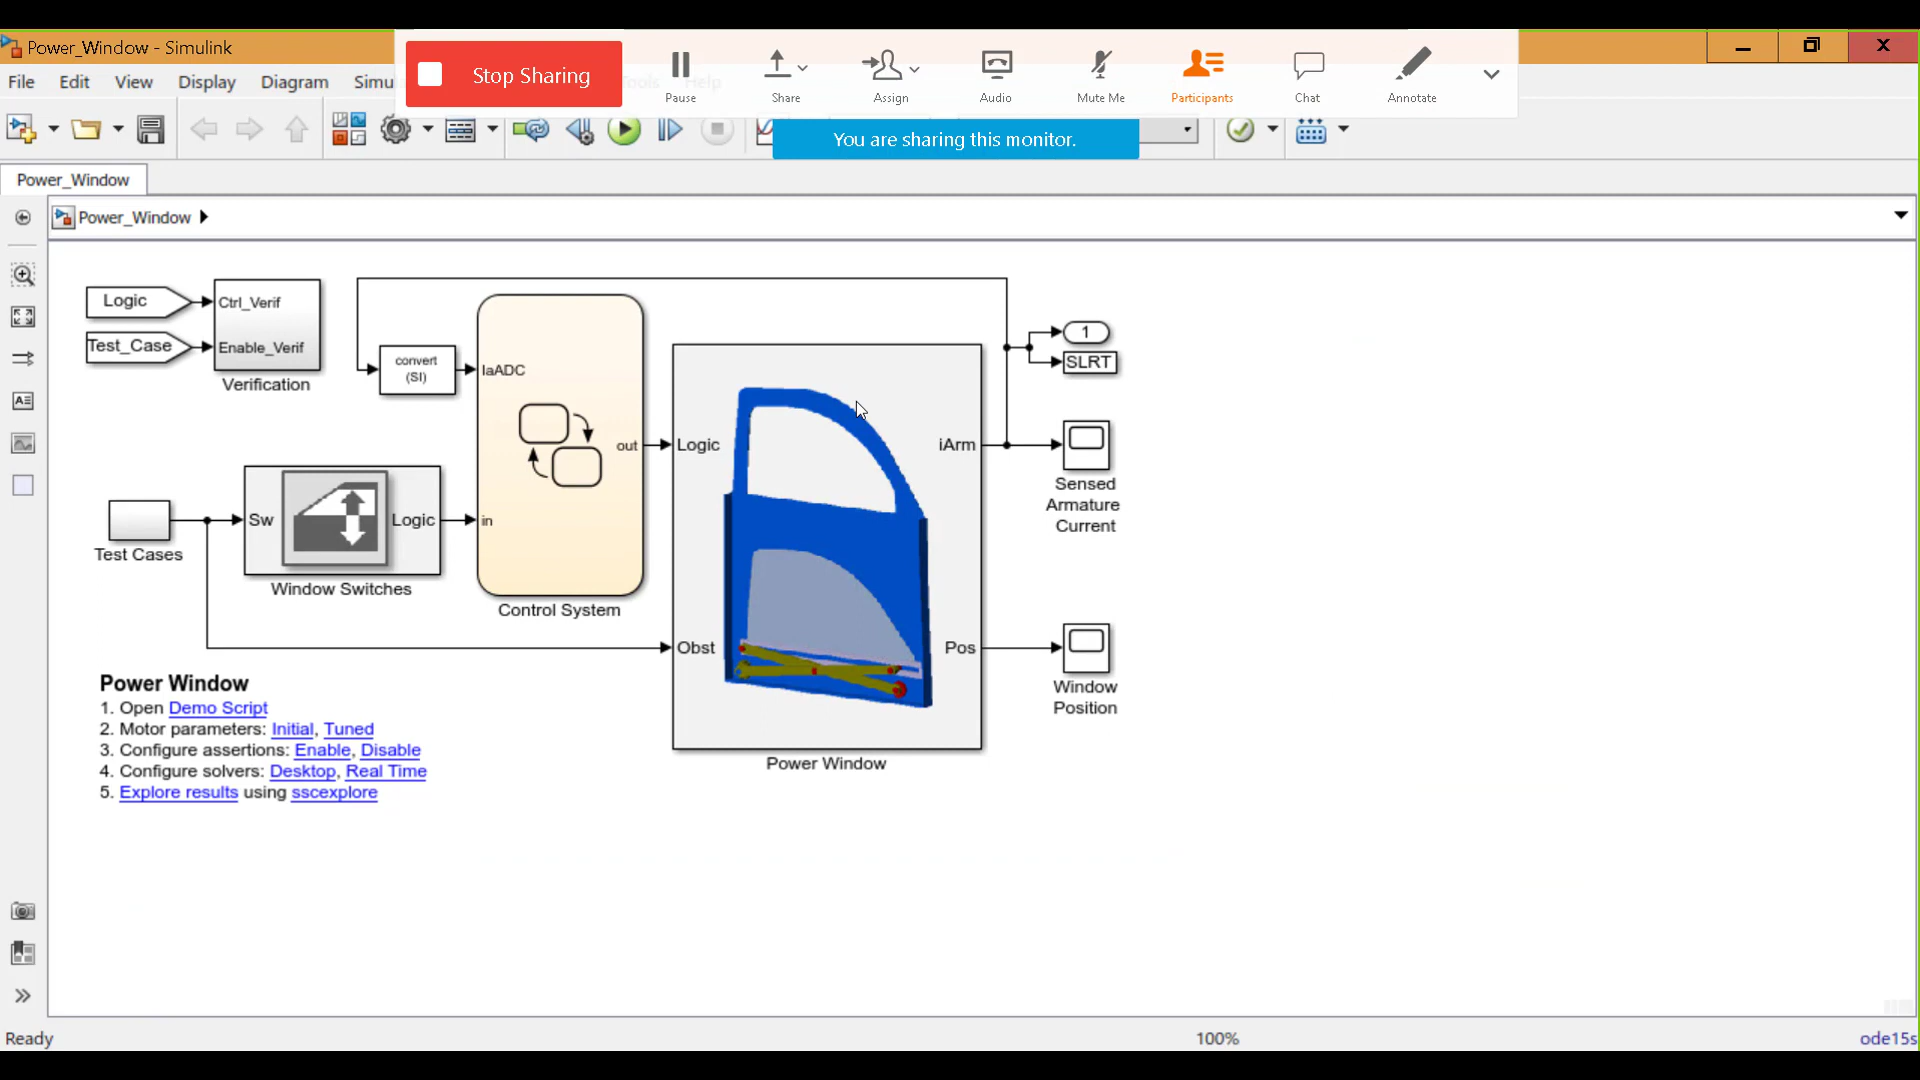 Power_Window - Simulink
Stop Sharing
Pause
Share
Assign
Audio
Mute Me
Participants
Chat
Annotate
File Edit View Display Diagram Simu Tools Help
You are sharing this monitor.
Power_Window
Power_Window
Logic
Ctrl_Verif
Test_Case
Enable_Verif
Verification
convert
(SI)
IaADC
out
in
Control System
1
SLRT
Logic
iArm
Sensed
Armature
Current
Test Cases
Sw
Logic
Window Switches
Obst
Pos
Window
Position
Power Window
Power Window
1. Open Demo Script
2. Motor parameters: Initial, Tuned
3. Configure assertions: Enable, Disable
4. Configure solvers: Desktop, Real Time
5. Explore results using sscexplore
Ready
100%
ode15s